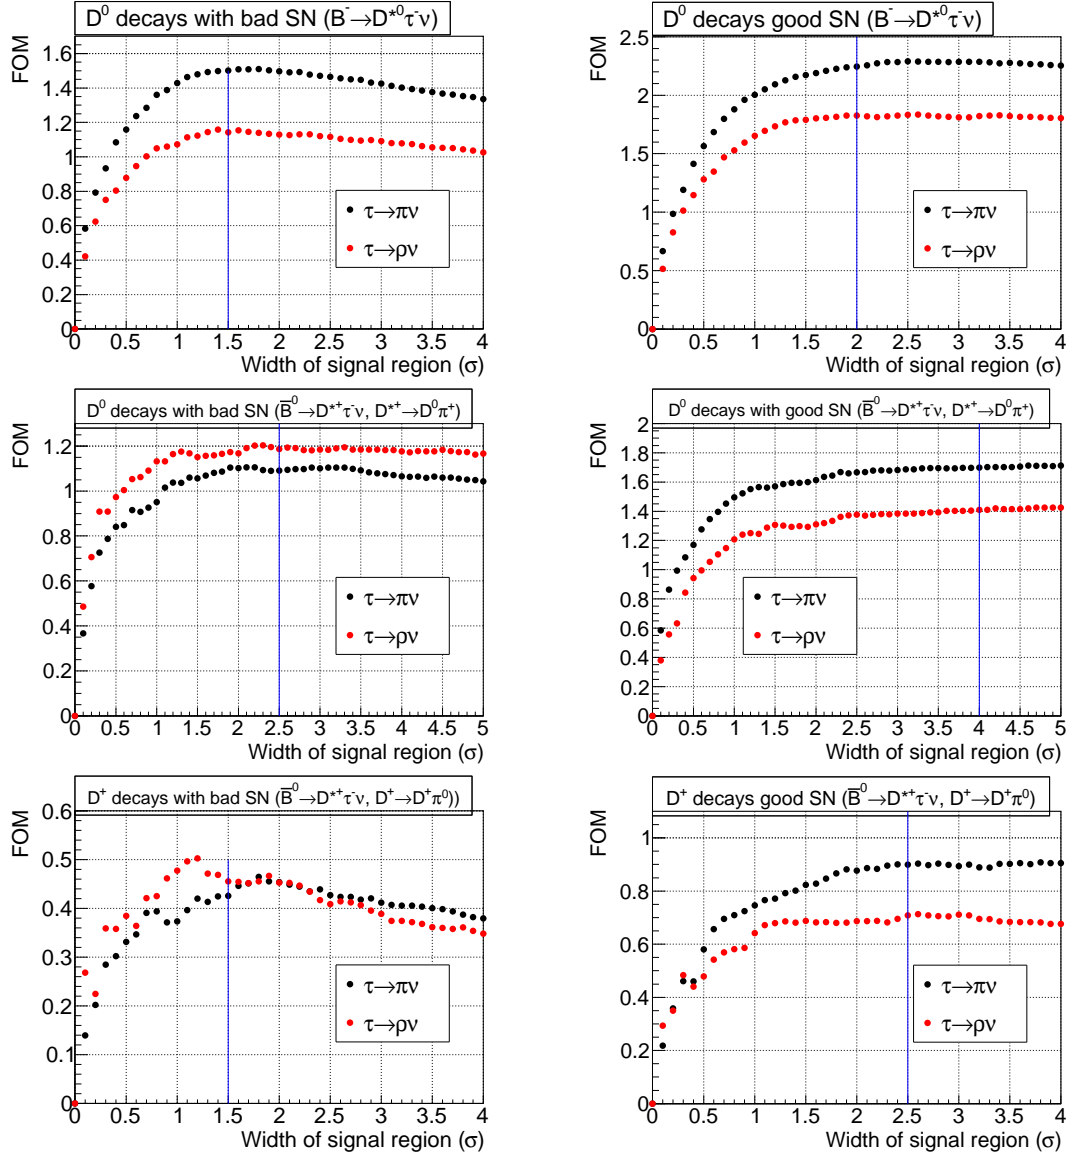 D⁰ decays with bad SN (B⁻→D*⁰τ⁻ν)
FOM
1.6
1.4
1.2
1
0.8
0.6
0.4
0.2
0
τ→πν
τ→ρν
0 0.5 1 1.5 2 2.5 3 3.5 4
Width of signal region (σ)
D⁰ decays good SN (B⁻→D*⁰τ⁻ν)
FOM
2.5
2
1.5
1
0.5
0
τ→πν
τ→ρν
0 0.5 1 1.5 2 2.5 3 3.5 4
Width of signal region (σ)
D⁰ decays with bad SN (B̅⁰→D*⁺τ⁻ν, D*⁺→D⁰π⁺)
FOM
1.2
1
0.8
0.6
0.4
0.2
0
τ→πν
τ→ρν
0 0.5 1 1.5 2 2.5 3 3.5 4 4.5 5
Width of signal region (σ)
D⁰ decays with good SN (B̅⁰→D*⁺τ⁻ν, D*⁺→D⁰π⁺)
FOM
2
1.8
1.6
1.4
1.2
1
0.8
0.6
0.4
0.2
0
τ→πν
τ→ρν
0 0.5 1 1.5 2 2.5 3 3.5 4 4.5 5
Width of signal region (σ)
D⁺ decays with bad SN (B̅⁰→D*⁺τ⁻ν, D⁺→D⁺π⁰))
FOM
0.6
0.5
0.4
0.3
0.2
0.1
0
τ→πν
τ→ρν
0 0.5 1 1.5 2 2.5 3 3.5 4
Width of signal region (σ)
D⁺ decays good SN (B̅⁰→D*⁺τ⁻ν, D⁺→D⁺π⁰)
FOM
1
0.8
0.6
0.4
0.2
0
τ→πν
τ→ρν
0 0.5 1 1.5 2 2.5 3 3.5 4
Width of signal region (σ)